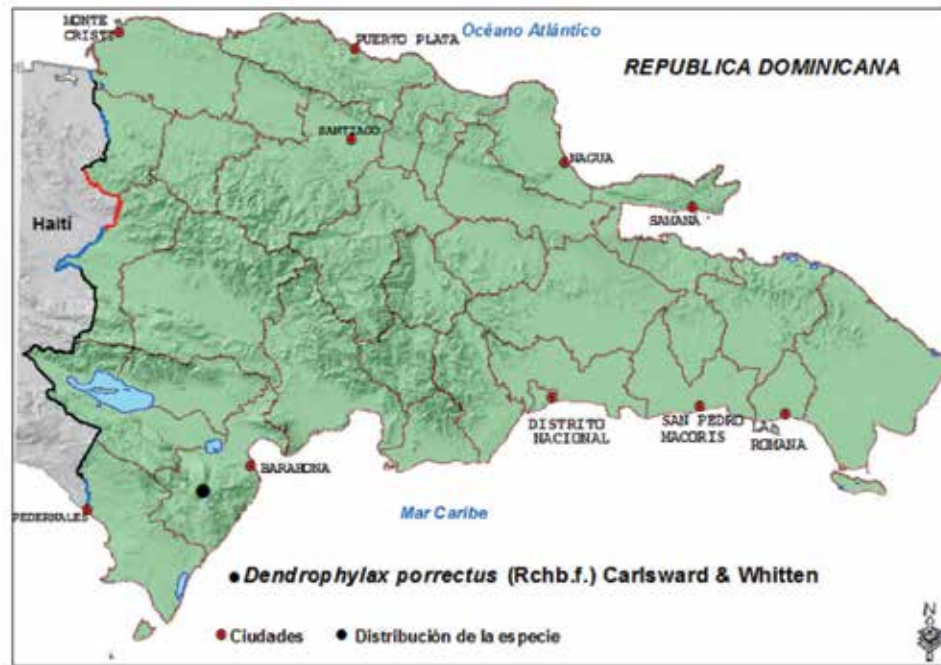 MONTE
CRISTI
PUERTO PLATA
Océano Atlántico
REPUBLICA DOMINICANA
SANTIAGO
NAGUA
SAMANA
Haití
DISTRITO
NACIONAL
SAN PEDRO
MACORIS
LA
ROMANA
BARAHONA
PEDERNALES
Mar Caribe
Dendrophylax porrectus (Rchb.f.) Carlsward & Whitten
Ciudades
Distribución de la especie